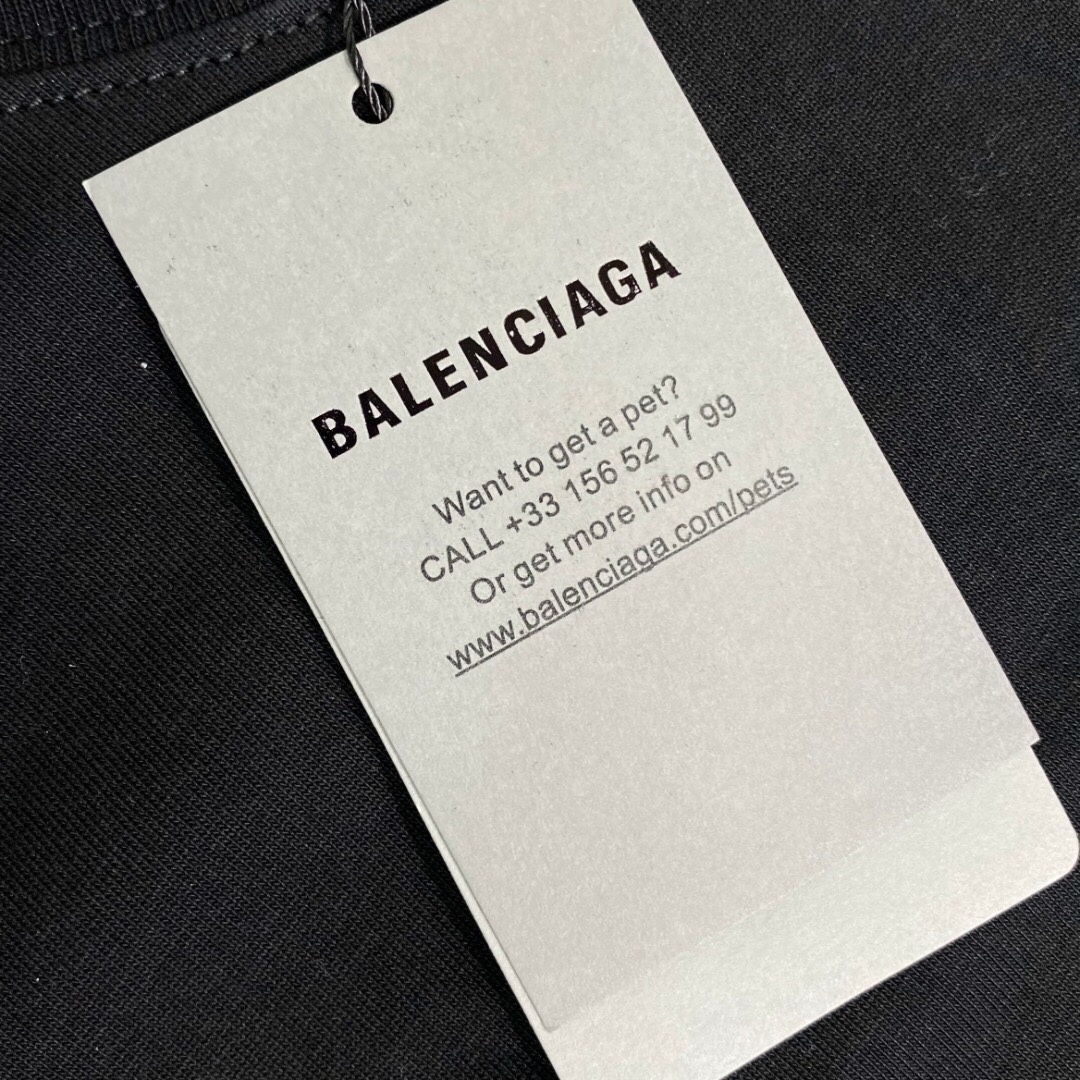 BALENCIAGA
Want to get a pet?
CALL +33 156 52 17 99
Or get more info on
www.balenciaga.com/pets